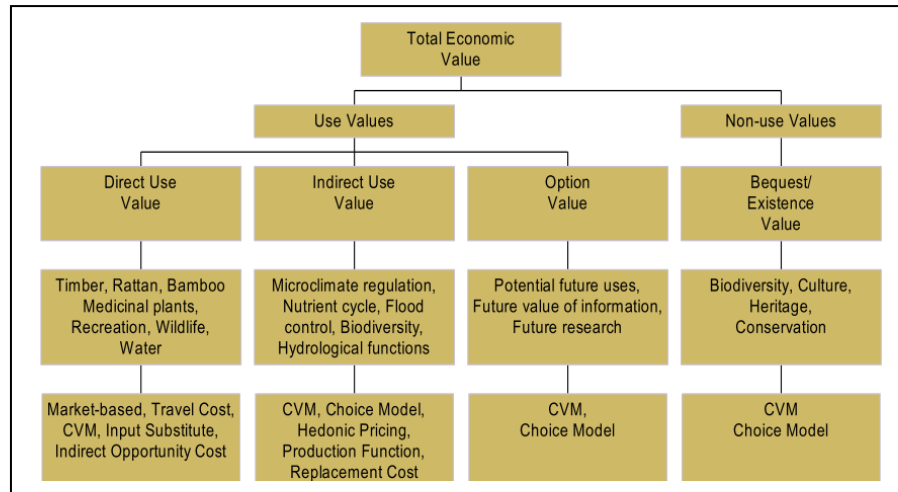 Total Economic
Value
Use Values
Non-use Values
Direct Use
Value
Indirect Use
Value
Option
Value
Bequest/
Existence
Value
Timber, Rattan, Bamboo
Medicinal plants,
Recreation, Wildlife,
Water
Microclimate regulation,
Nutrient cycle, Flood
control, Biodiversity,
Hydrological functions
Potential future uses,
Future value of information,
Future research
Biodiversity, Culture,
Heritage,
Conservation
Market-based, Travel Cost,
CVM, Input Substitute,
Indirect Opportunity Cost
CVM, Choice Model,
Hedonic Pricing,
Production Function,
Replacement Cost
CVM,
Choice Model
CVM
Choice Model